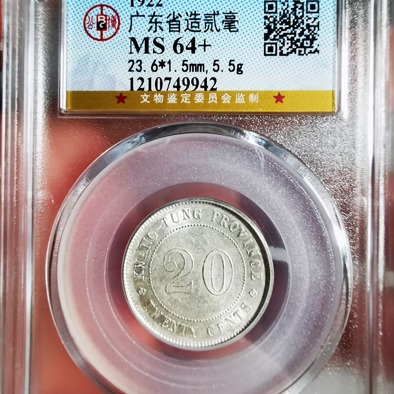 1922
广东省造贰毫
MS 64+
23.6*1.5mm,5.5g
1210749942
★ 文物鉴定委员会监制 ★
KWANG-TUNG PROVINCE
20
TWENTY CENTS